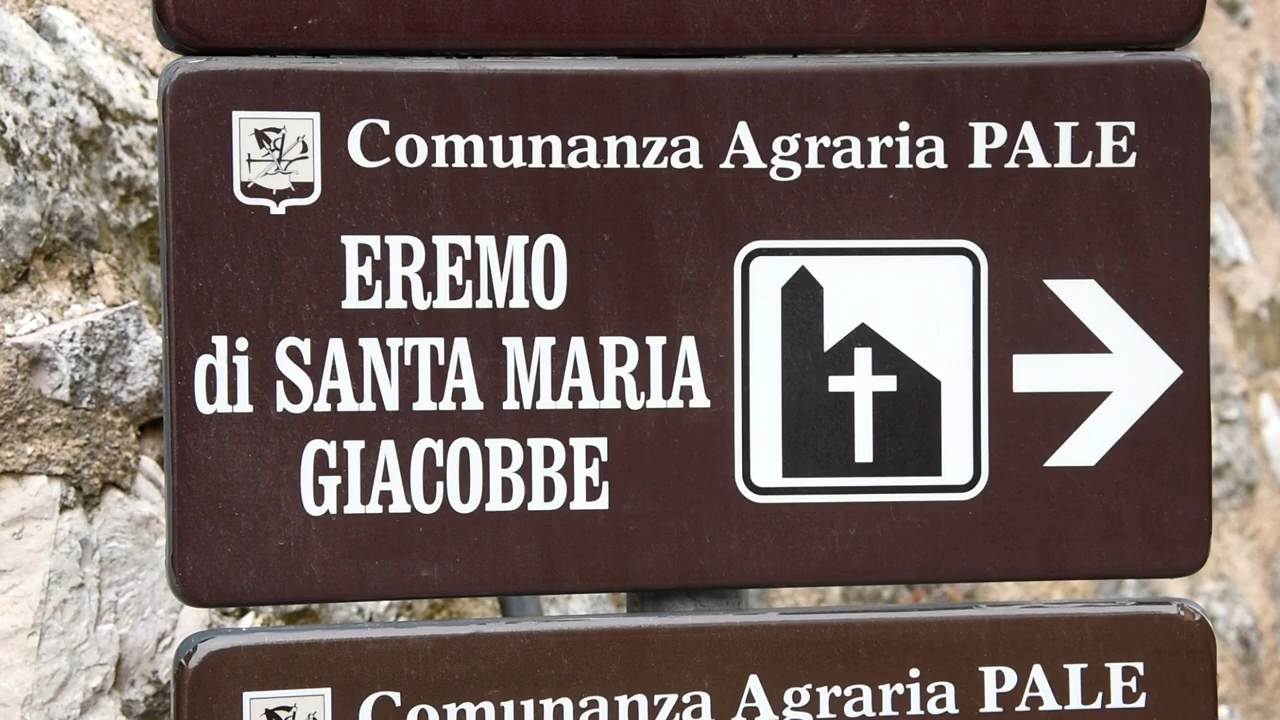 Comunanza Agraria PALE
EREMO
di SANTA MARIA
GIACOBBE
Comunanza Agraria PALE